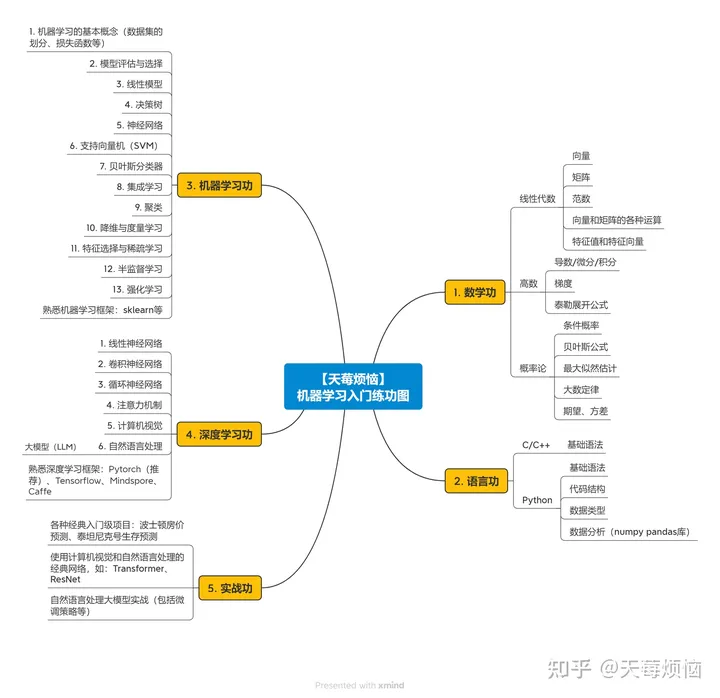 【天莓烦恼】
机器学习入门练功图
1. 数学功
线性代数
向量
矩阵
范数
向量和矩阵的各种运算
特征值和特征向量
高数
导数/微分/积分
梯度
泰勒展开公式
概率论
条件概率
贝叶斯公式
最大似然估计
大数定律
期望、方差
2. 语言功
C/C++
基础语法
Python
基础语法
代码结构
数据类型
数据分析（numpy pandas库）
3. 机器学习功
1. 机器学习的基本概念（数据集的
划分、损失函数等）
2. 模型评估与选择
3. 线性模型
4. 决策树
5. 神经网络
6. 支持向量机（SVM）
7. 贝叶斯分类器
8. 集成学习
9. 聚类
10. 降维与度量学习
11. 特征选择与稀疏学习
12. 半监督学习
13. 强化学习
熟悉机器学习框架：sklearn等
4. 深度学习功
1. 线性神经网络
2. 卷积神经网络
3. 循环神经网络
4. 注意力机制
5. 计算机视觉
6. 自然语言处理
大模型（LLM）
熟悉深度学习框架：Pytorch（推
荐）、Tensorflow、Mindspore、
Caffe
5. 实战功
各种经典入门级项目：波士顿房价
预测、泰坦尼克号生存预测
使用计算机视觉和自然语言处理的
经典网络，如：Transformer、
ResNet
自然语言处理大模型实战（包括微
调策略等）
知乎 @天莓烦恼
Presented with xmind